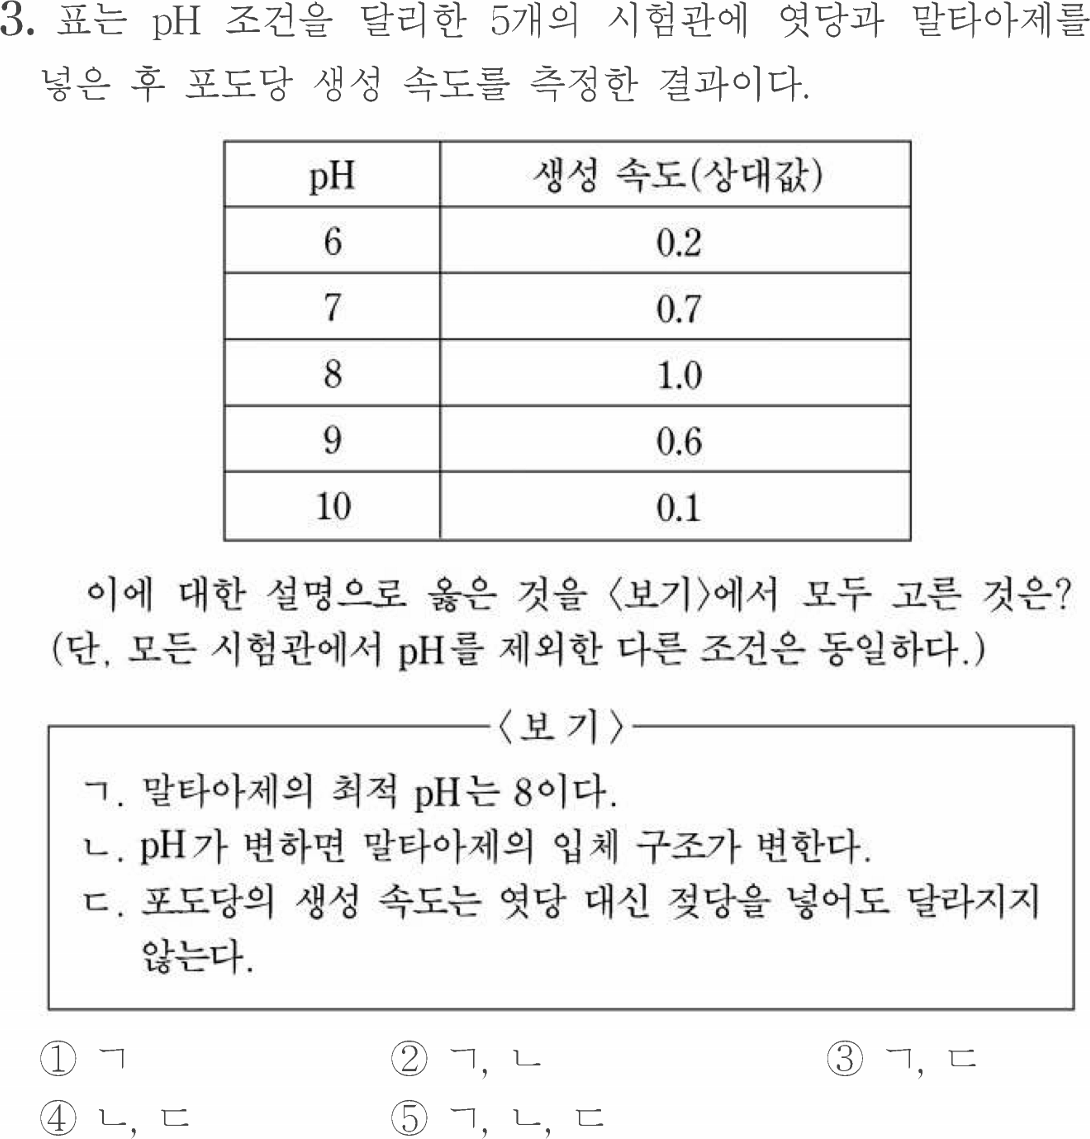 3. 표는 pH 조건을 달리한 5개의 시험관에 엿당과 말타아제를
넣은 후 포도당 생성 속도를 측정한 결과이다.
pH 생성 속도(상대값)
6 0.2
7 0.7
8 1.0
9 0.6
10 0.1
이에 대한 설명으로 옳은 것을 〈보기〉에서 모두 고른 것은?
(단, 모든 시험관에서 pH를 제외한 다른 조건은 동일하다.)
〈보 기〉
ㄱ. 말타아제의 최적 pH는 8이다.
ㄴ. pH가 변하면 말타아제의 입체 구조가 변한다.
ㄷ. 포도당의 생성 속도는 엿당 대신 젖당을 넣어도 달라지지
않는다.
① ㄱ ② ㄱ, ㄴ ③ ㄱ, ㄷ
④ ㄴ, ㄷ ⑤ ㄱ, ㄴ, ㄷ